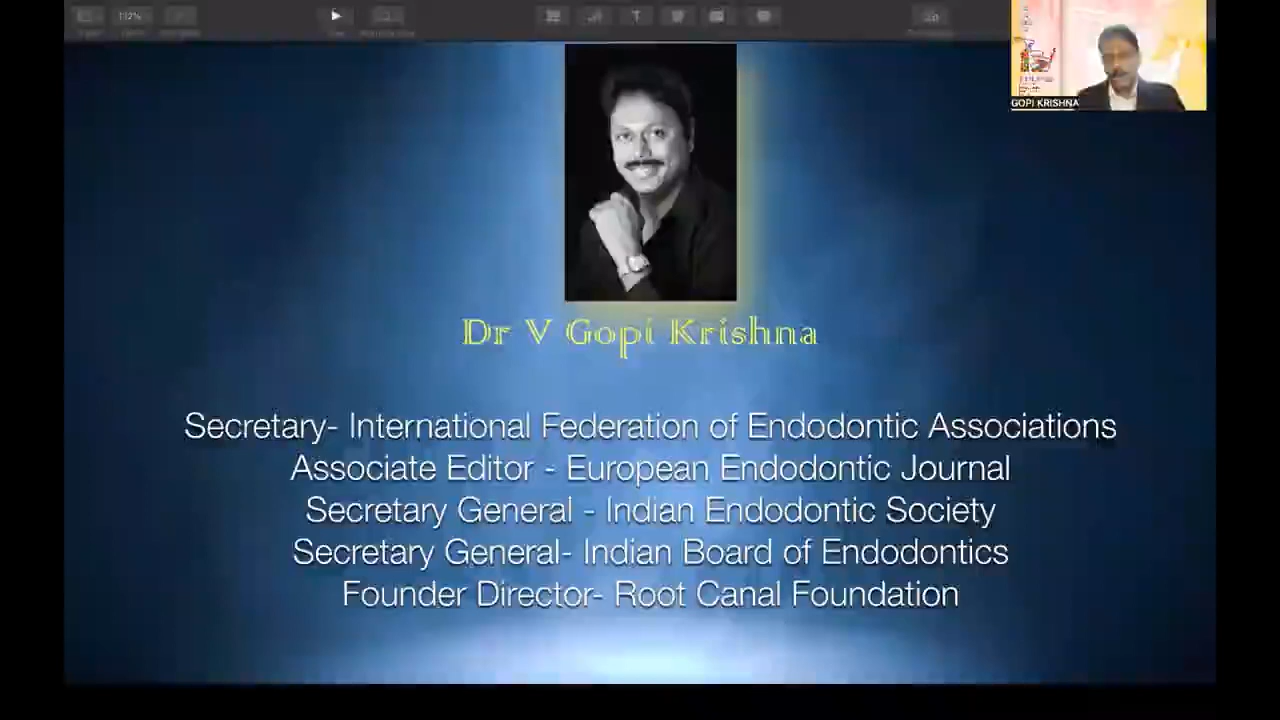 112%
T
GOPI KRISHNA
Dr V Gopi Krishna
Secretary- International Federation of Endodontic Associations
Associate Editor - European Endodontic Journal
Secretary General - Indian Endodontic Society
Secretary General- Indian Board of Endodontics
Founder Director- Root Canal Foundation